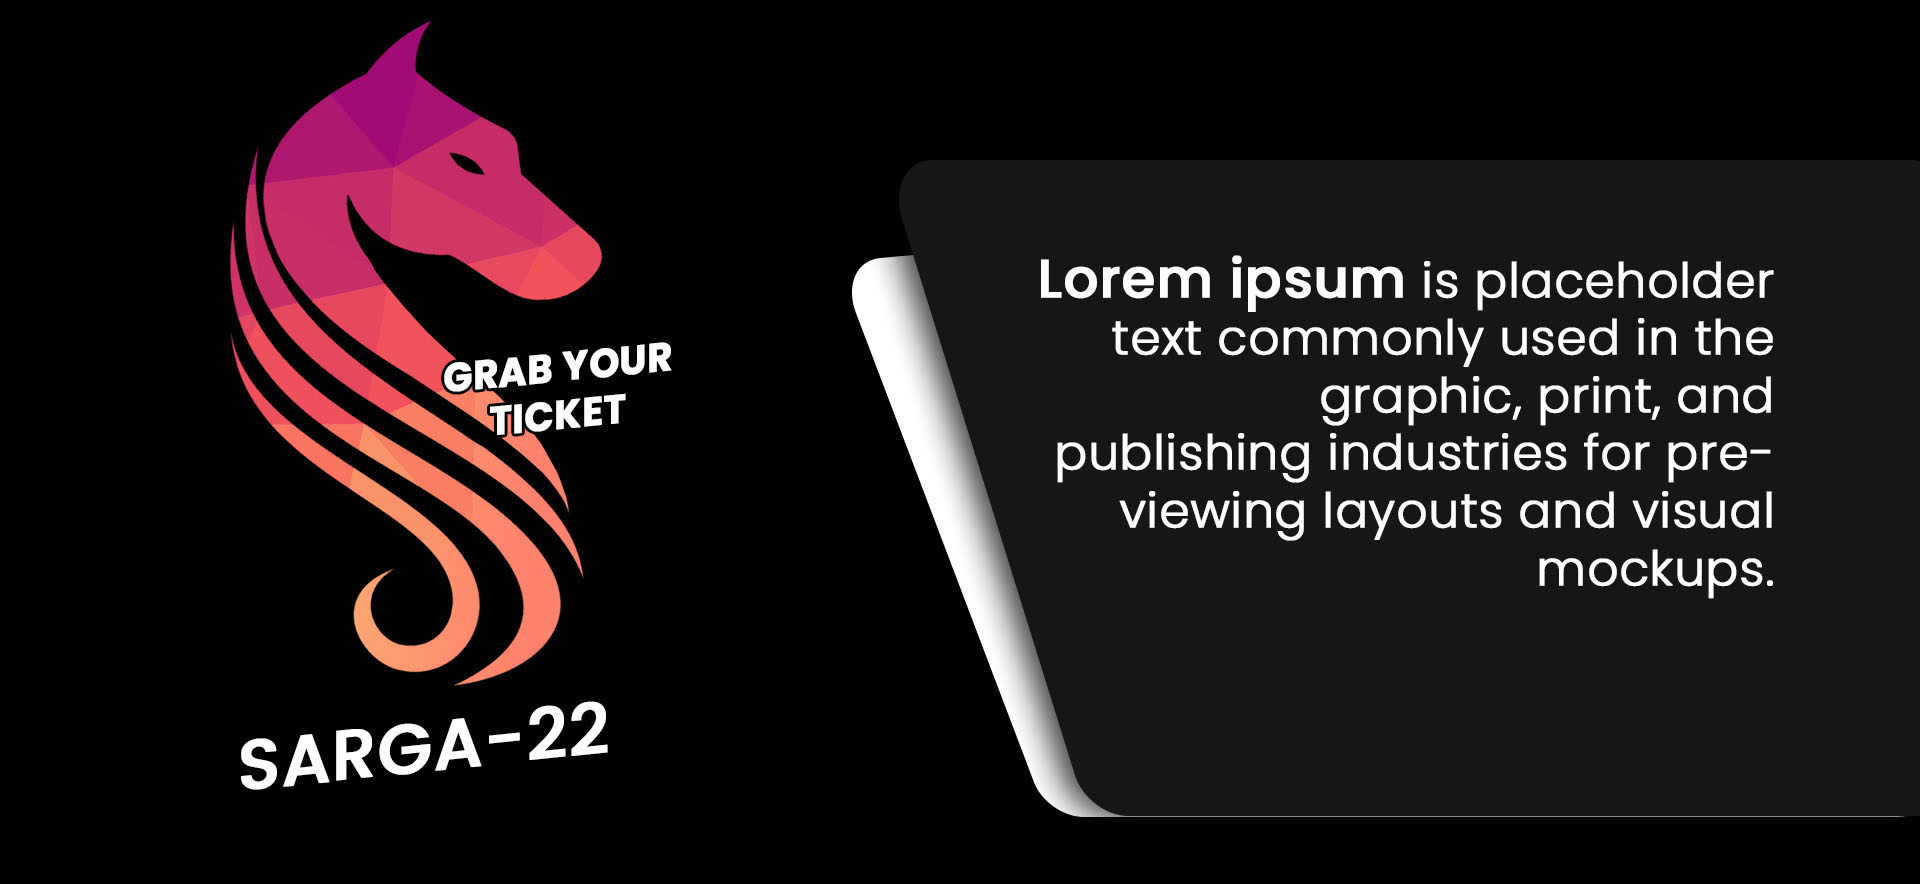 GRAB YOUR
TICKET
SARGA-22
Lorem ipsum is placeholder
text commonly used in the
graphic, print, and
publishing industries for pre-
viewing layouts and visual
mockups.